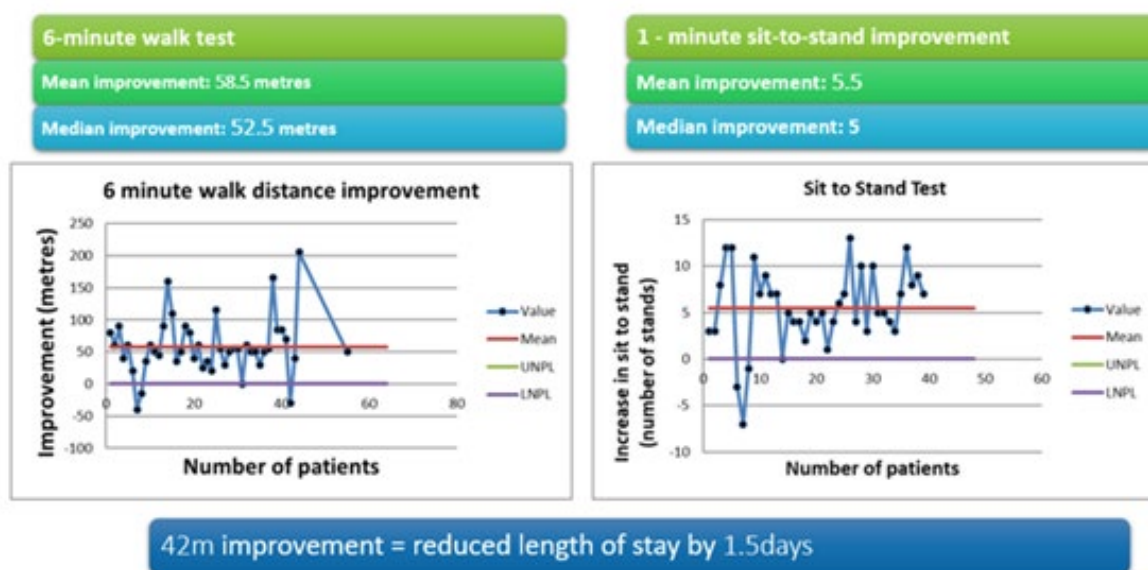 6-minute walk test
Mean improvement: 58.5 metres
Median improvement: 52.5 metres
1 - minute sit-to-stand improvement
Mean improvement: 5.5
Median improvement: 5
6 minute walk distance improvement
Improvement (metres)
250
200
150
100
50
0
-50
-100
0
20
40
60
80
Number of patients
Value
Mean
UNPL
LNPL
Sit to Stand Test
Increase in sit to stand
(number of stands)
15
10
5
0
-5
-10
0
10
20
30
40
50
60
Number of patients
Value
Mean
UNPL
LNPL
42m improvement = reduced length of stay by 1.5days